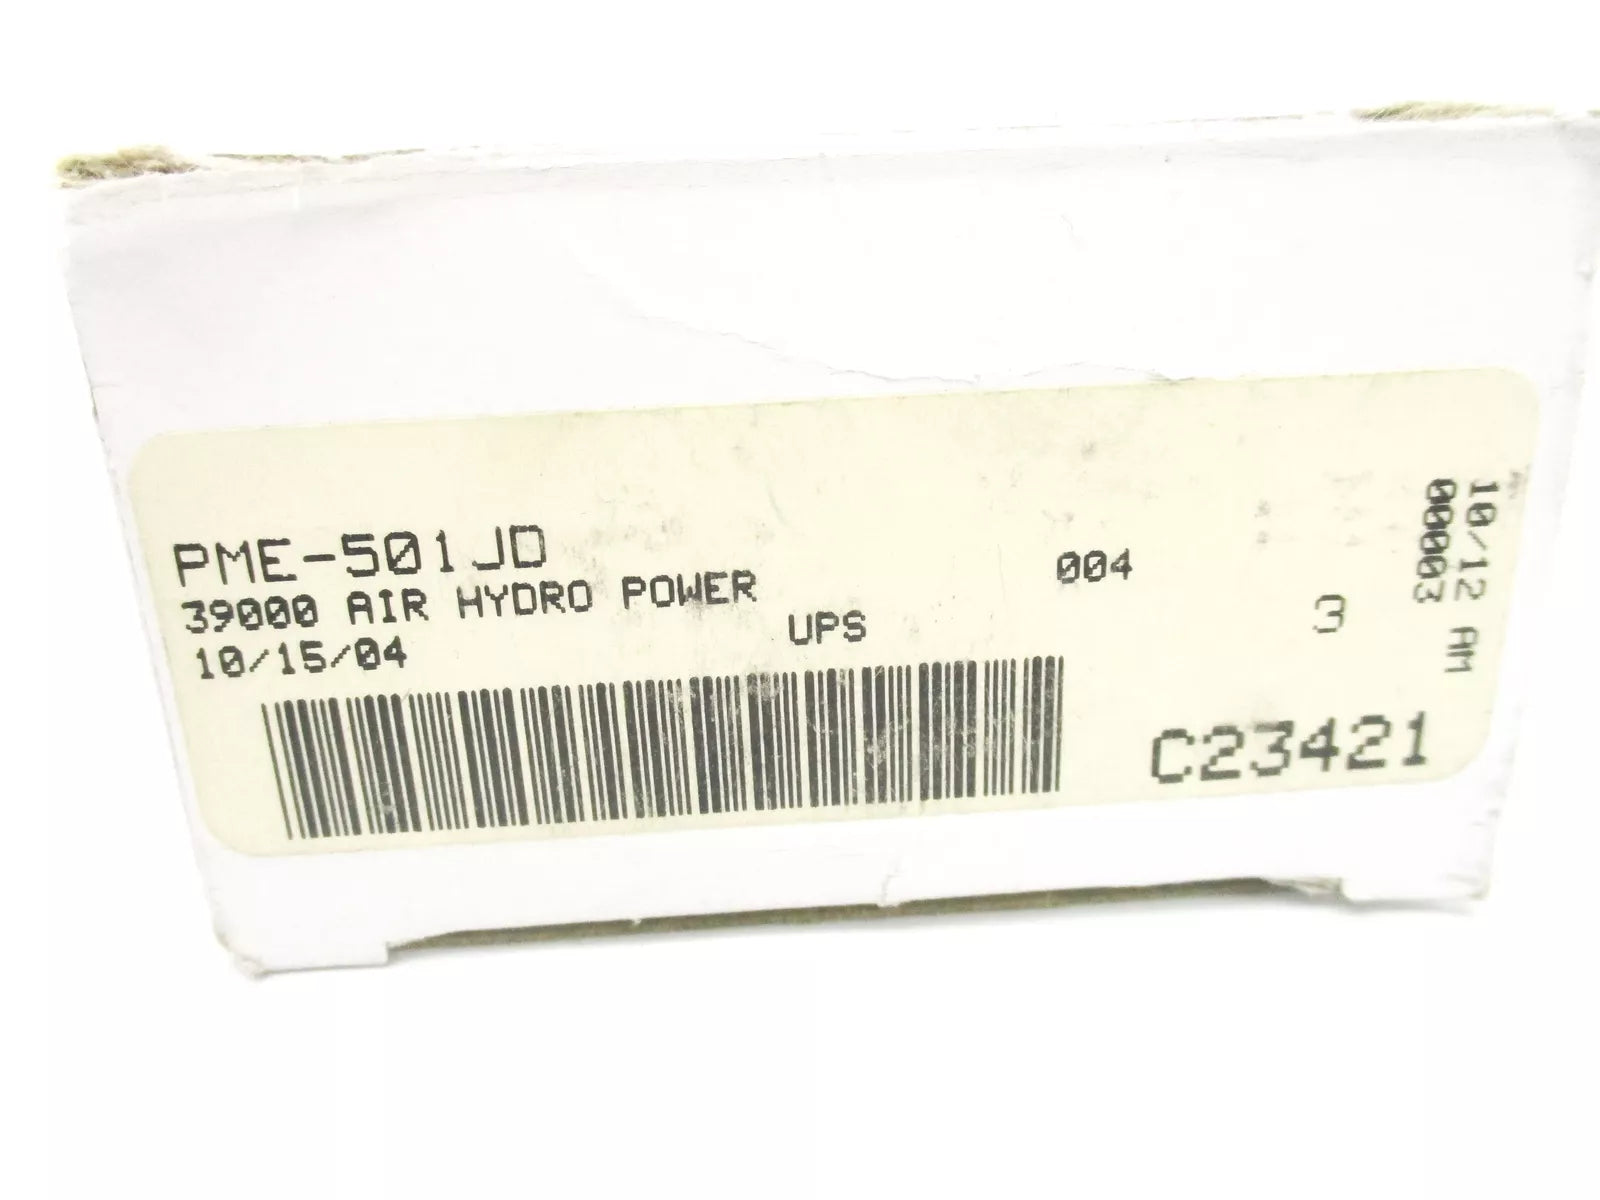 PME-501JD
39000 AIR HYDRO POWER
004
10/15/04
UPS
3
C23421
10/12 AM
00003